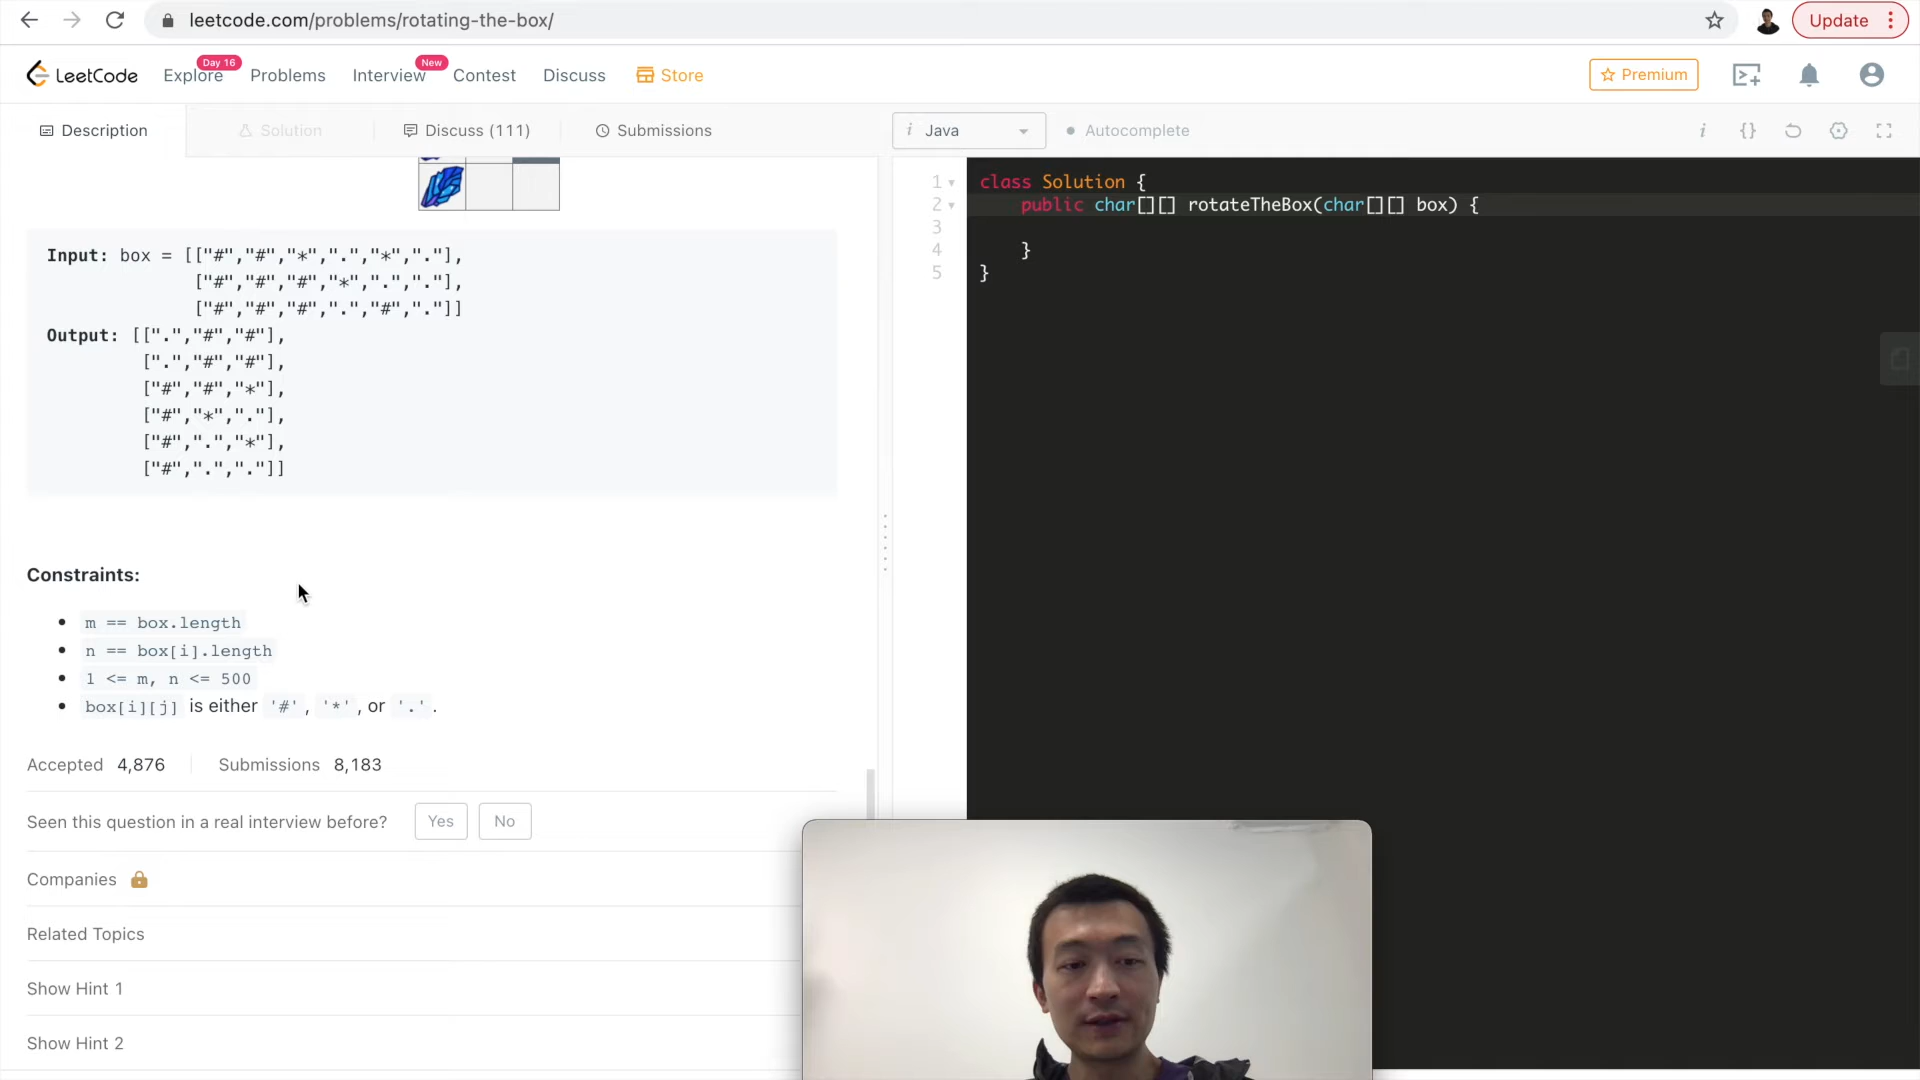 leetcode.com/problems/rotating-the-box/
Update
LeetCode
Explore
Day 16
Problems
Interview
New
Contest
Discuss
Store
Premium
Description
Solution
Discuss (111)
Submissions
i Java
Autocomplete
i {}
Input: box = [["#","#","*",".","*","."],
["#","#","#","*",".","."],
["#","#","#",".","#","."]]
Output: [[".","#","#"],
[".","#","#"],
["#","#","*"],
["#","*","."],
["#",".","*"],
["#",".","."]]
Constraints:
m == box.length
n == box[i].length
1 <= m, n <= 500
box[i][j] is either '#', '*', or '.'.
Accepted 4,876 Submissions 8,183
Seen this question in a real interview before? Yes No
Companies
Related Topics
Show Hint 1
Show Hint 2
1 class Solution {
2 public char[][] rotateTheBox(char[][] box) {
3
4 }
5 }